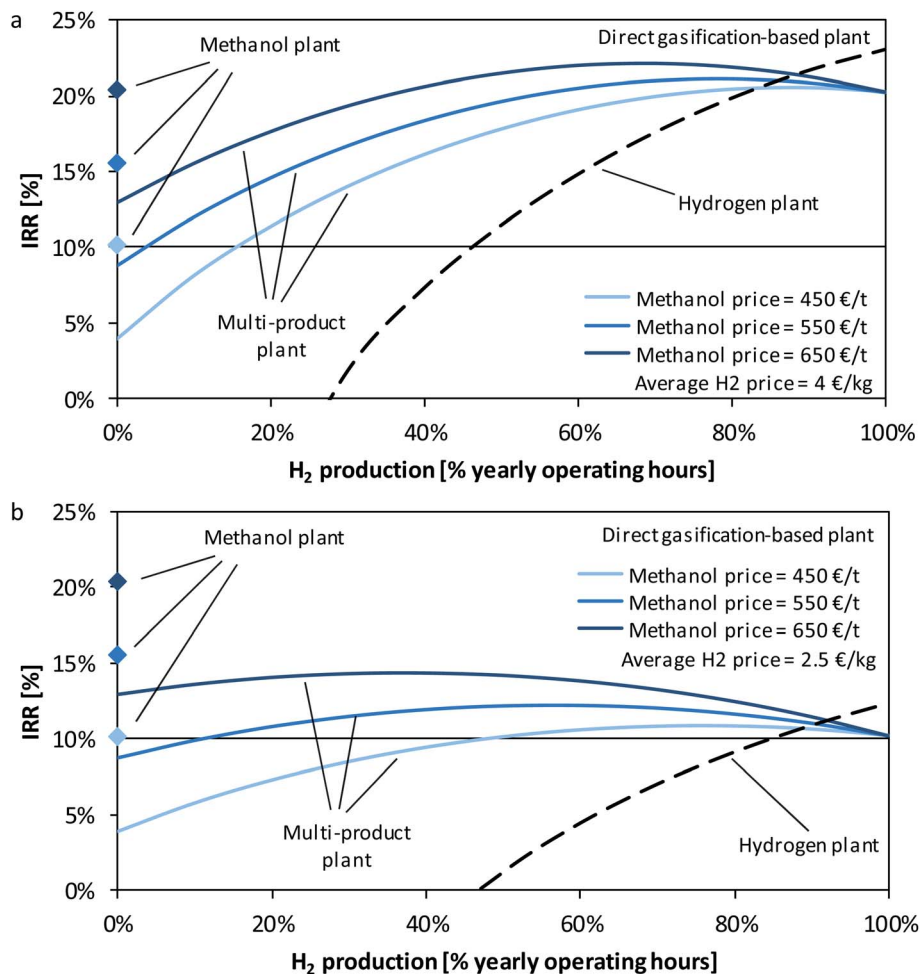 a
25%
Methanol plant
Direct gasification-based plant
20%
15%
IRR [%]
Hydrogen plant
10%
Methanol price = 450 €/t
Multi-product
plant
Methanol price = 550 €/t
5%
Methanol price = 650 €/t
Average H2 price = 4 €/kg
0%
0% 20% 40% 60% 80% 100%
H₂ production [% yearly operating hours]
b
25%
Methanol plant
Direct gasification-based plant
Methanol price = 450 €/t
20%
Methanol price = 550 €/t
Methanol price = 650 €/t
15%
Average H2 price = 2.5 €/kg
IRR [%]
10%
5%
Multi-product
plant
Hydrogen plant
0%
0% 20% 40% 60% 80% 100%
H₂ production [% yearly operating hours]